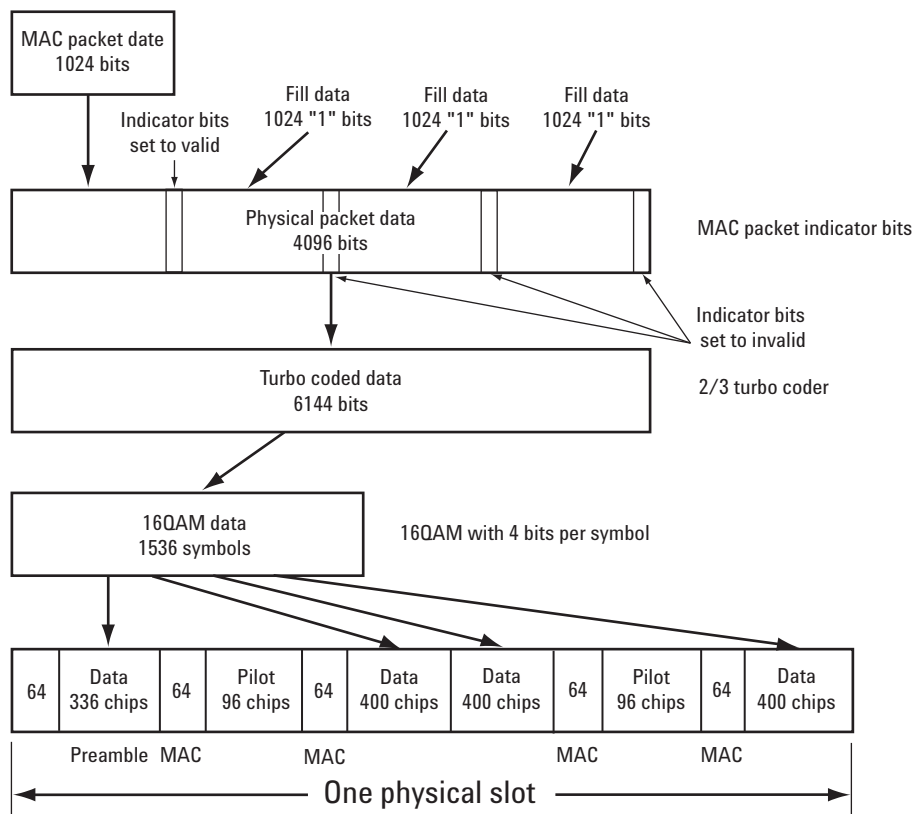 MAC packet date
1024 bits
Fill data
1024 "1" bits
Fill data
1024 "1" bits
Fill data
1024 "1" bits
Indicator bits
set to valid
Physical packet data
4096 bits
MAC packet indicator bits
Indicator bits
set to invalid
Turbo coded data
6144 bits
2/3 turbo coder
16QAM data
1536 symbols
16QAM with 4 bits per symbol
64
Data
336 chips
64
Pilot
96 chips
64
Data
400 chips
Data
400 chips
64
Pilot
96 chips
64
Data
400 chips
Preamble
MAC
MAC
MAC
MAC
One physical slot